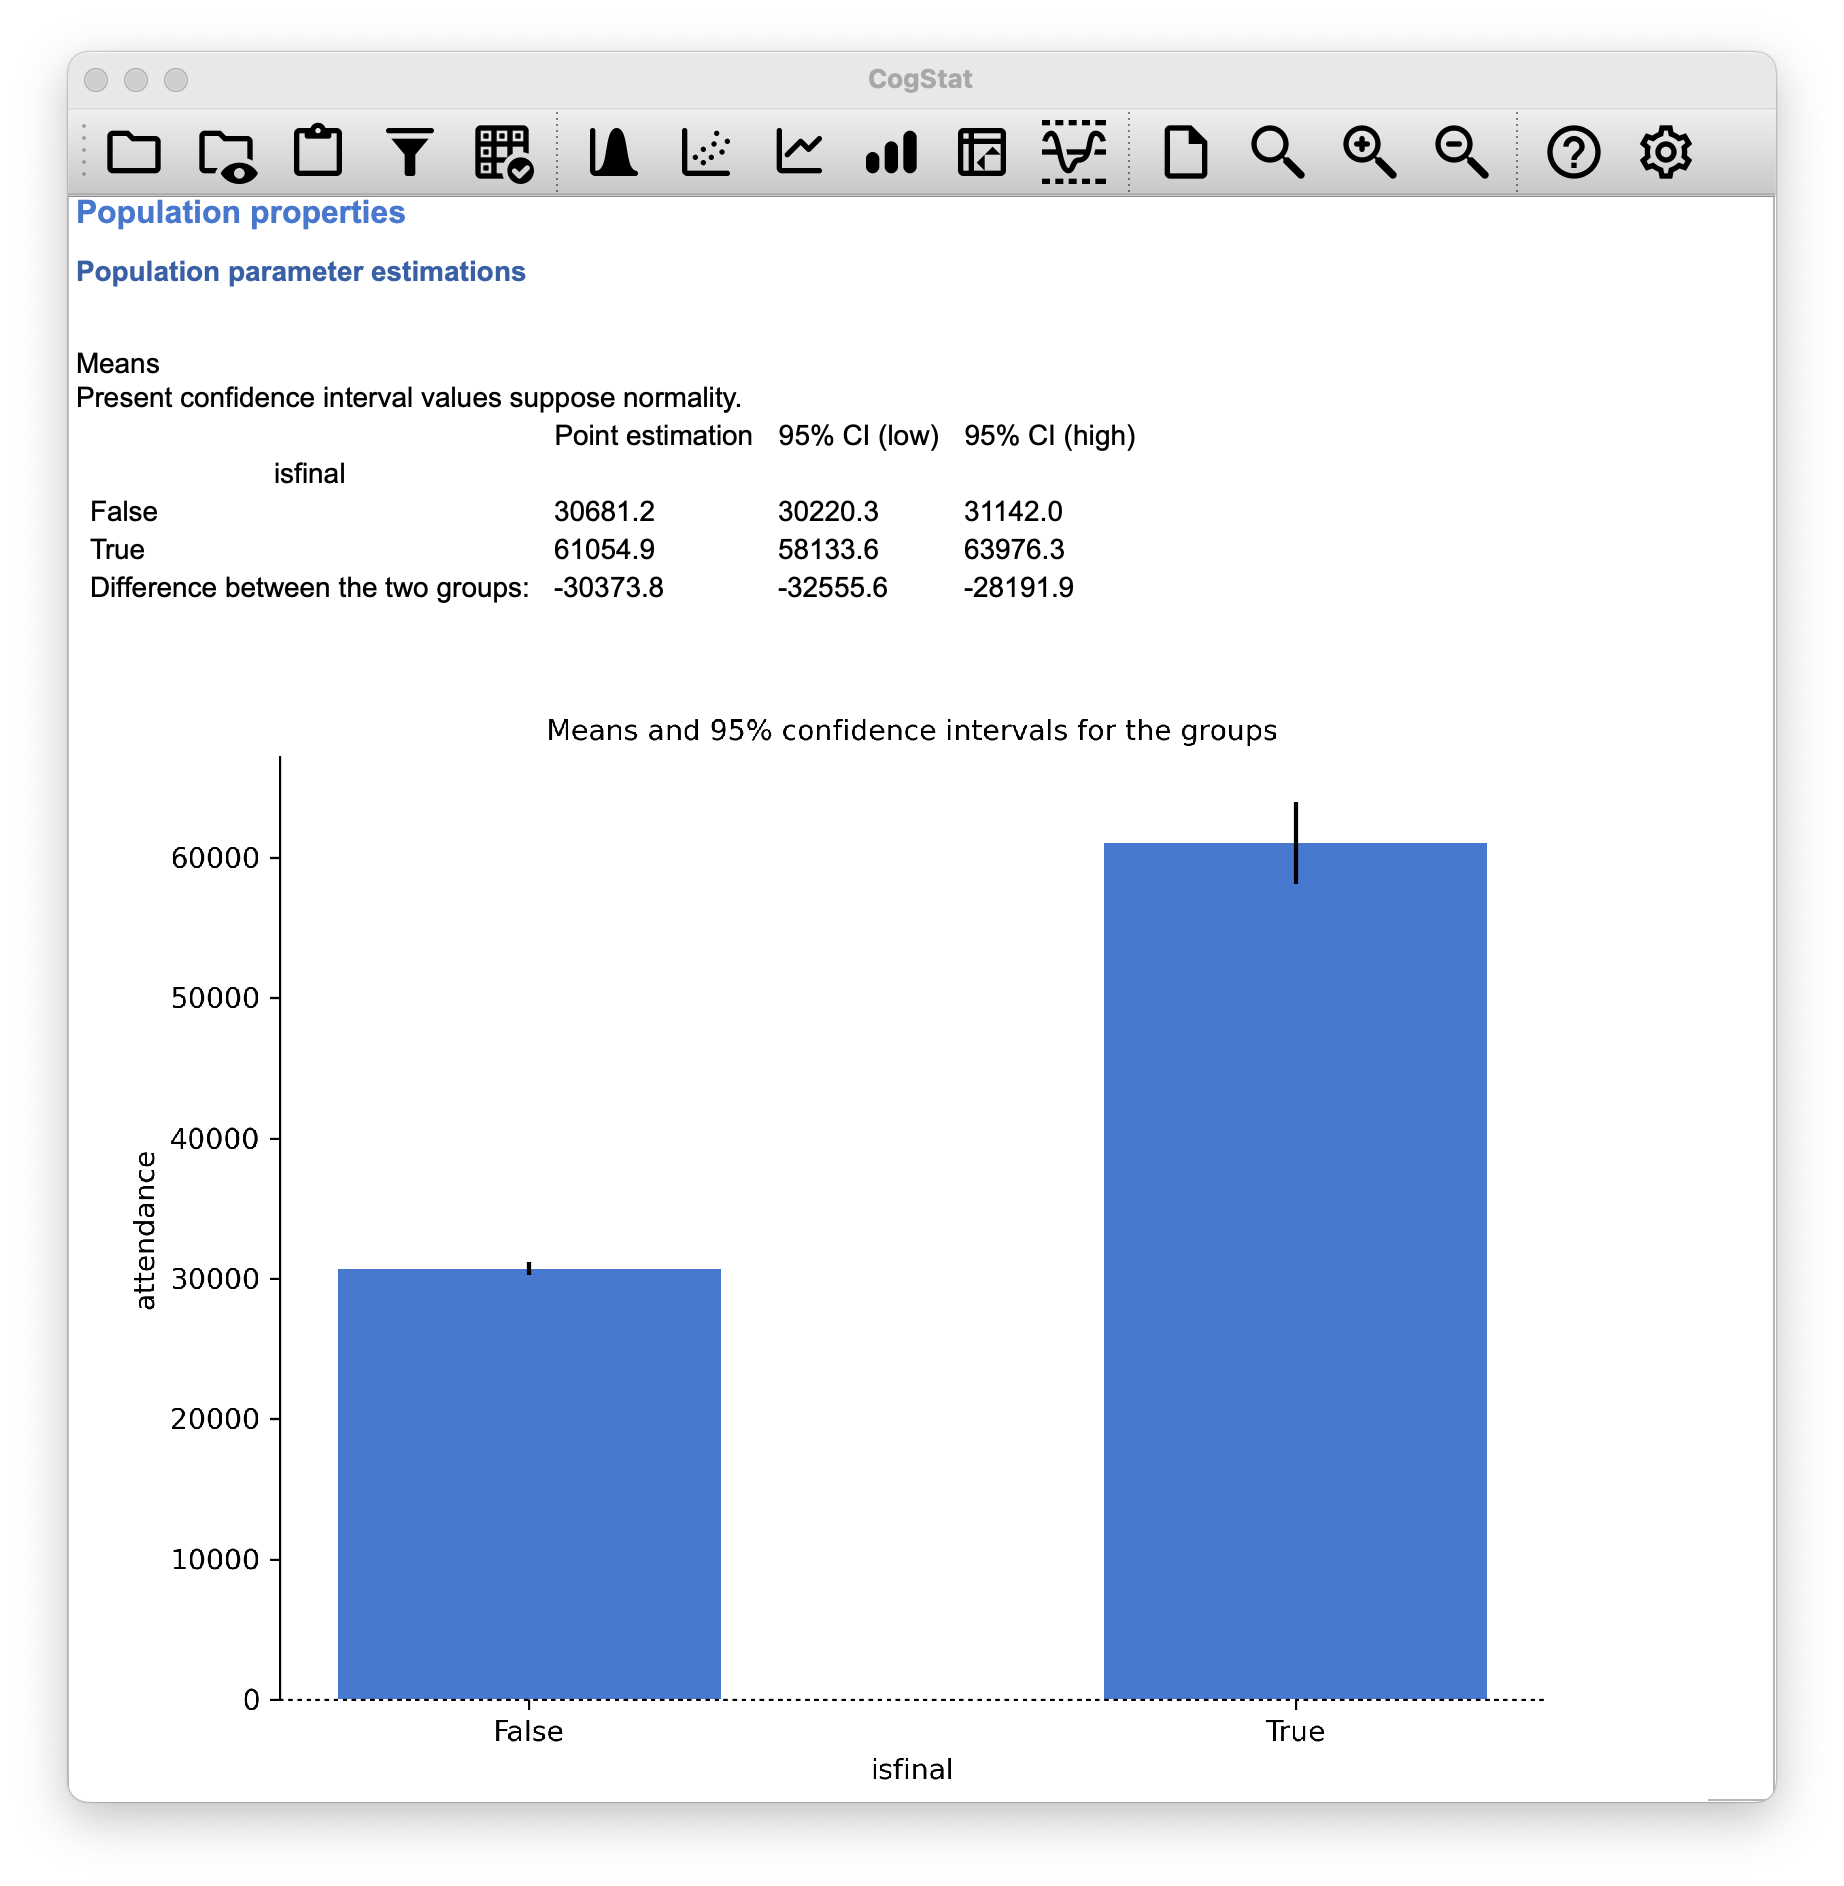 CogStat
Population properties
Population parameter estimations
Means
Present confidence interval values suppose normality.
Point estimation 95% CI (low) 95% CI (high)
isfinal
False 30681.2 30220.3 31142.0
True 61054.9 58133.6 63976.3
Difference between the two groups: -30373.8 -32555.6 -28191.9
Means and 95% confidence intervals for the groups
60000
50000
40000
30000
20000
10000
0
attendance
False True
isfinal